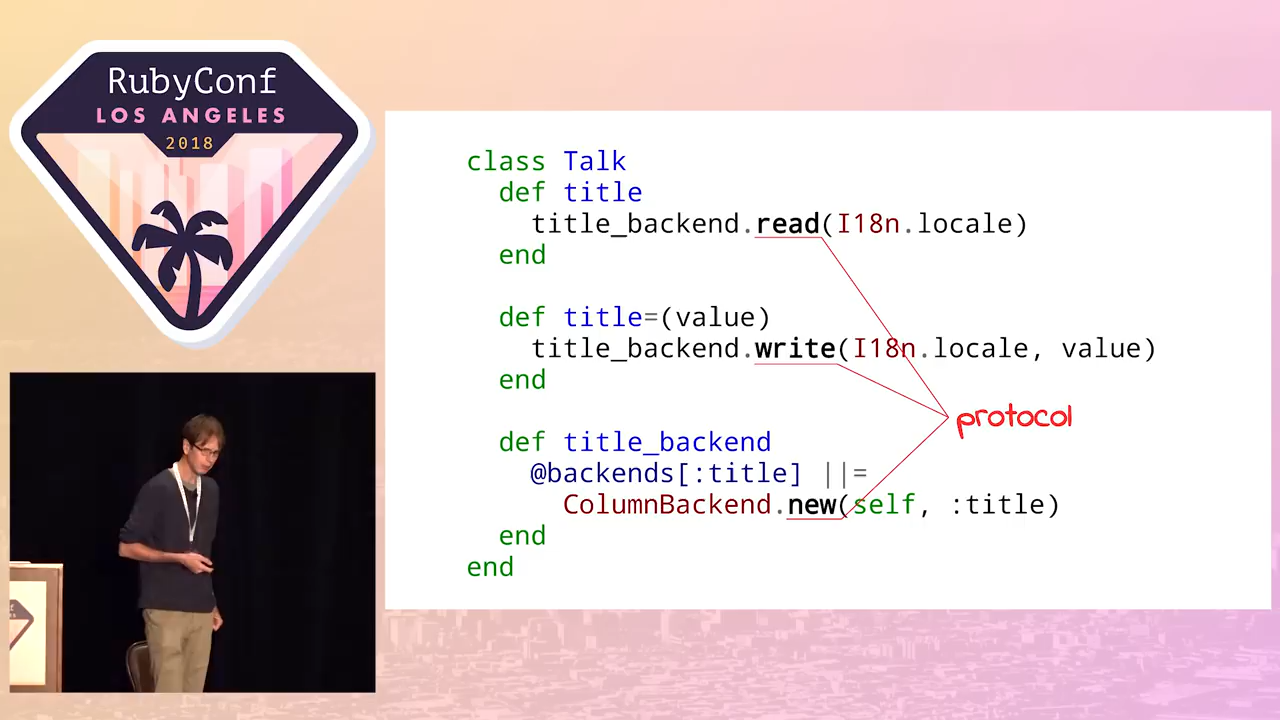 RubyConf
LOS ANGELES
2018
class Talk
  def title
    title_backend.read(I18n.locale)
  end

  def title=(value)
    title_backend.write(I18n.locale, value)
  end

  def title_backend
    @backends[:title] ||=
      ColumnBackend.new(self, :title)
  end
end
protocol